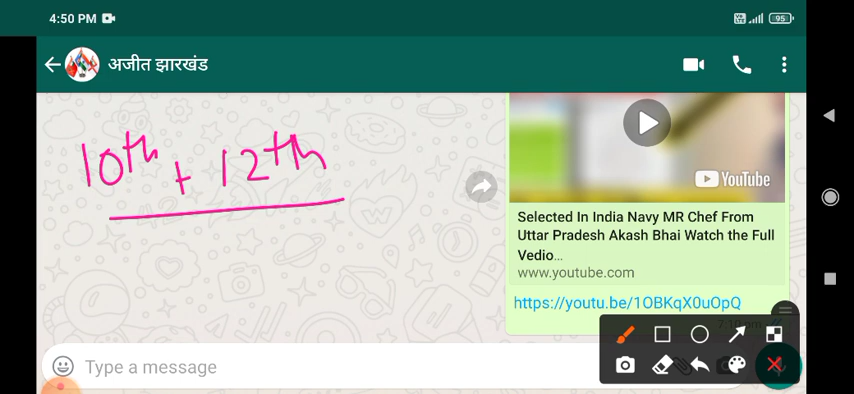 4:50 PM
95
अजीत झारखंड
10th + 12th
YouTube
Selected In India Navy MR Chef From
Uttar Pradesh Akash Bhai Watch the Full
Vedio...
www.youtube.com
https://youtu.be/1OBKqX0uOpQ
Type a message